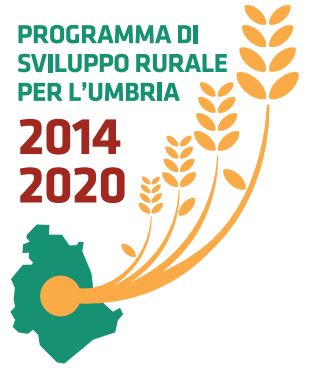 PROGRAMMA DI
SVILUPPO RURALE
PER L'UMBRIA
2014
2020